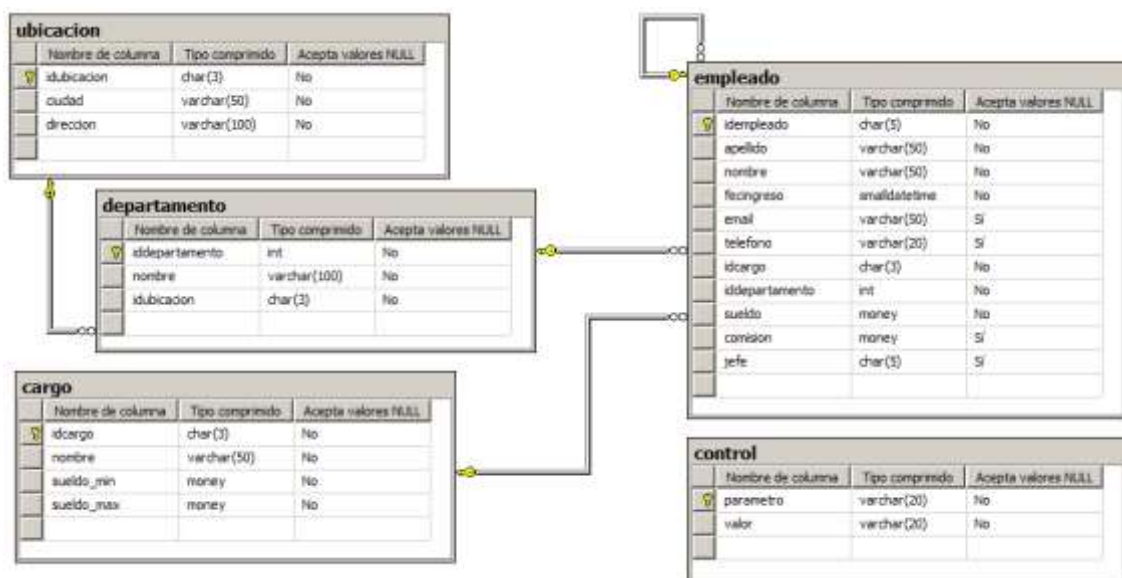 ubicacion
Nombre de columna Tipo comprimido Acepta valores NULL
idubicacion char(3) No
ciudad varchar(50) No
direccion varchar(100) No
departamento
Nombre de columna Tipo comprimido Acepta valores NULL
iddepartamento int No
nombre varchar(100) No
idubicacion char(3) No
cargo
Nombre de columna Tipo comprimido Acepta valores NULL
idcargo char(3) No
nombre varchar(50) No
sueldo_min money No
sueldo_max money No
empleado
Nombre de columna Tipo comprimido Acepta valores NULL
idempleado char(5) No
apellido varchar(50) No
nombre varchar(50) No
fecingreso smalldatetime No
email varchar(50) Sí
telefono varchar(20) Sí
idcargo char(3) No
iddepartamento int No
sueldo money No
comision money Sí
jefe char(5) Sí
control
Nombre de columna Tipo comprimido Acepta valores NULL
parametro varchar(20) No
valor varchar(20) No